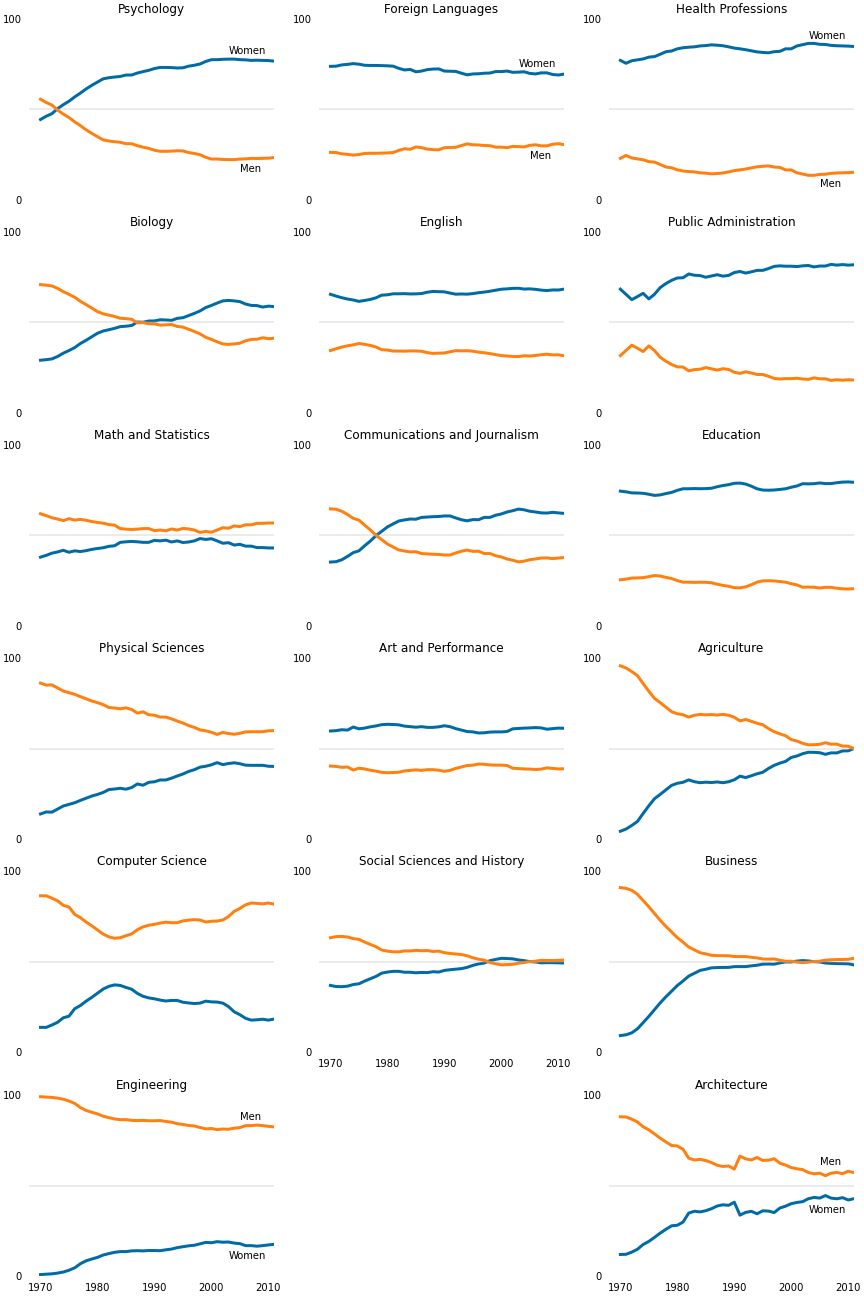 Psychology Foreign Languages Health Professions
100 100 100
Women Women Women
Men Men Men
0 0 0
Biology English Public Administration
100 100 100
0 0 0
Math and Statistics Communications and Journalism Education
100 100 100
0 0 0
Physical Sciences Art and Performance Agriculture
100 100 100
0 0 0
Computer Science Social Sciences and History Business
100 100 100
0 0 0
1970 1980 1990 2000 2010
Engineering Architecture
100 100
Men Men
Women Women
0 0
1970 1980 1990 2000 2010 1970 1980 1990 2000 2010